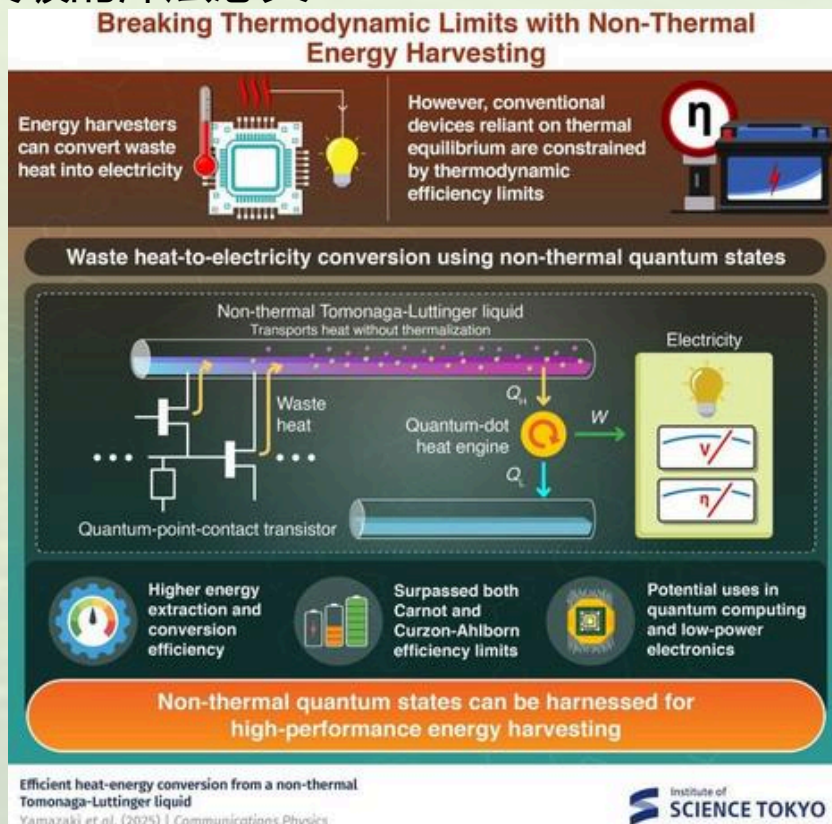 Breaking Thermodynamic Limits with Non-Thermal
Energy Harvesting
Energy harvesters
can convert waste
heat into electricity
However, conventional
devices reliant on thermal
equilibrium are constrained
by thermodynamic
efficiency limits
η
Waste heat-to-electricity conversion using non-thermal quantum states
Non-thermal Tomonaga-Luttinger liquid
Transports heat without thermalization
Electricity
Waste
heat
Q_H
Quantum-dot
heat engine
W
Q_L
V
η
Quantum-point-contact transistor
Higher energy
extraction and
conversion
efficiency
Surpassed both
Carnot and
Curzon-Ahlborn
efficiency limits
Potential uses in
quantum computing
and low-power
electronics
Non-thermal quantum states can be harnessed for
high-performance energy harvesting
Efficient heat-energy conversion from a non-thermal
Tomonaga-Luttinger liquid
Yamazaki et al. (2025) | Communications Physics
Institute of
SCIENCE TOKYO